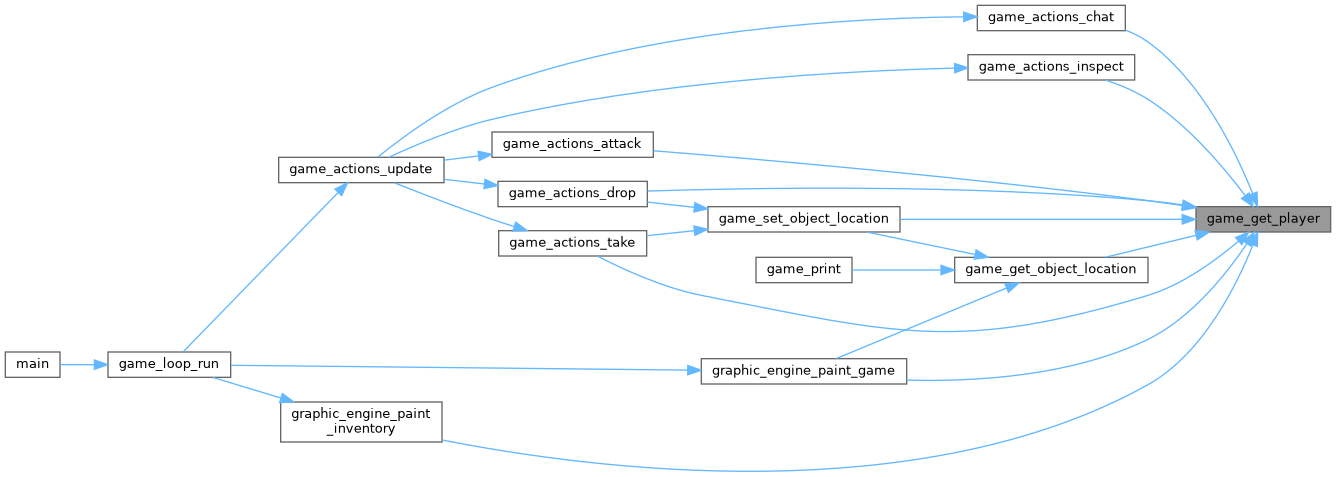 game_actions_chat
game_actions_inspect
game_actions_attack
game_actions_update
game_actions_drop
game_set_object_location
game_get_player
game_actions_take
game_print
game_get_object_location
main
game_loop_run
graphic_engine_paint_game
graphic_engine_paint
_inventory